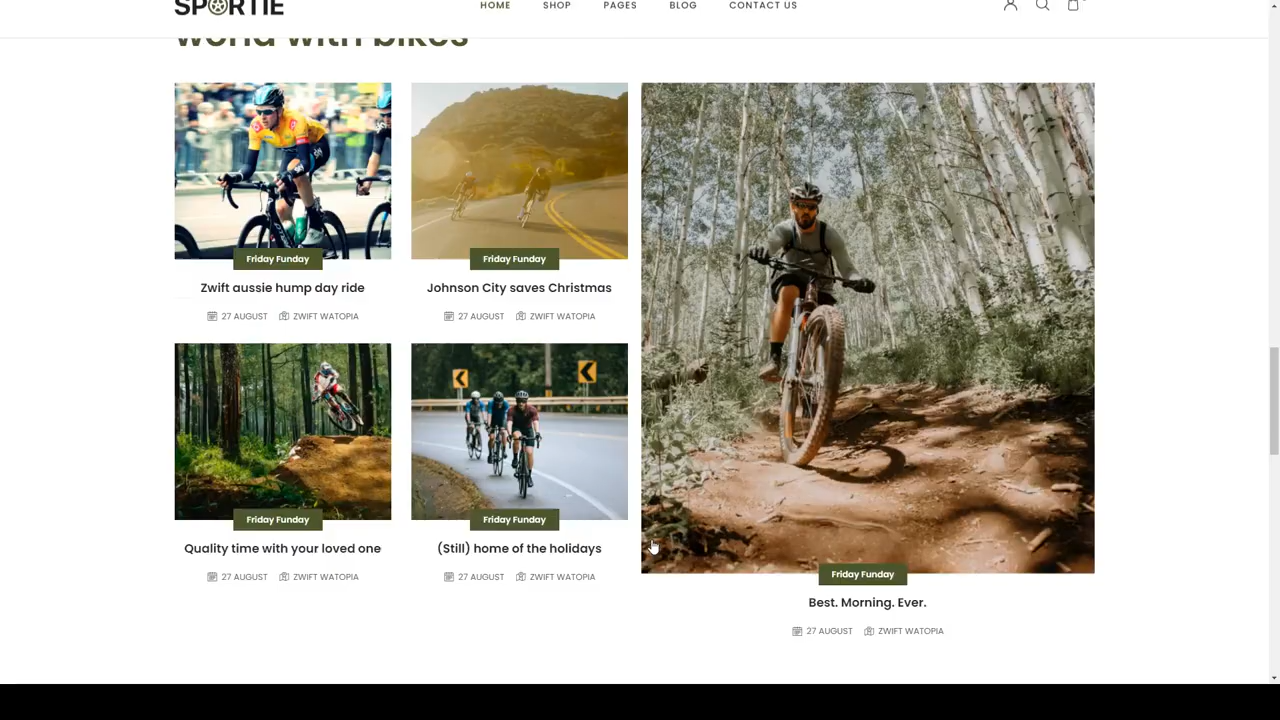 SPORTIE
HOME
SHOP
PAGES
BLOG
CONTACT US
world with bikes
Friday Funday
Zwift aussie hump day ride
27 AUGUST
ZWIFT WATOPIA
Friday Funday
Johnson City saves Christmas
27 AUGUST
ZWIFT WATOPIA
Friday Funday
Quality time with your loved one
27 AUGUST
ZWIFT WATOPIA
Friday Funday
(Still) home of the holidays
27 AUGUST
ZWIFT WATOPIA
Friday Funday
Best. Morning. Ever.
27 AUGUST
ZWIFT WATOPIA